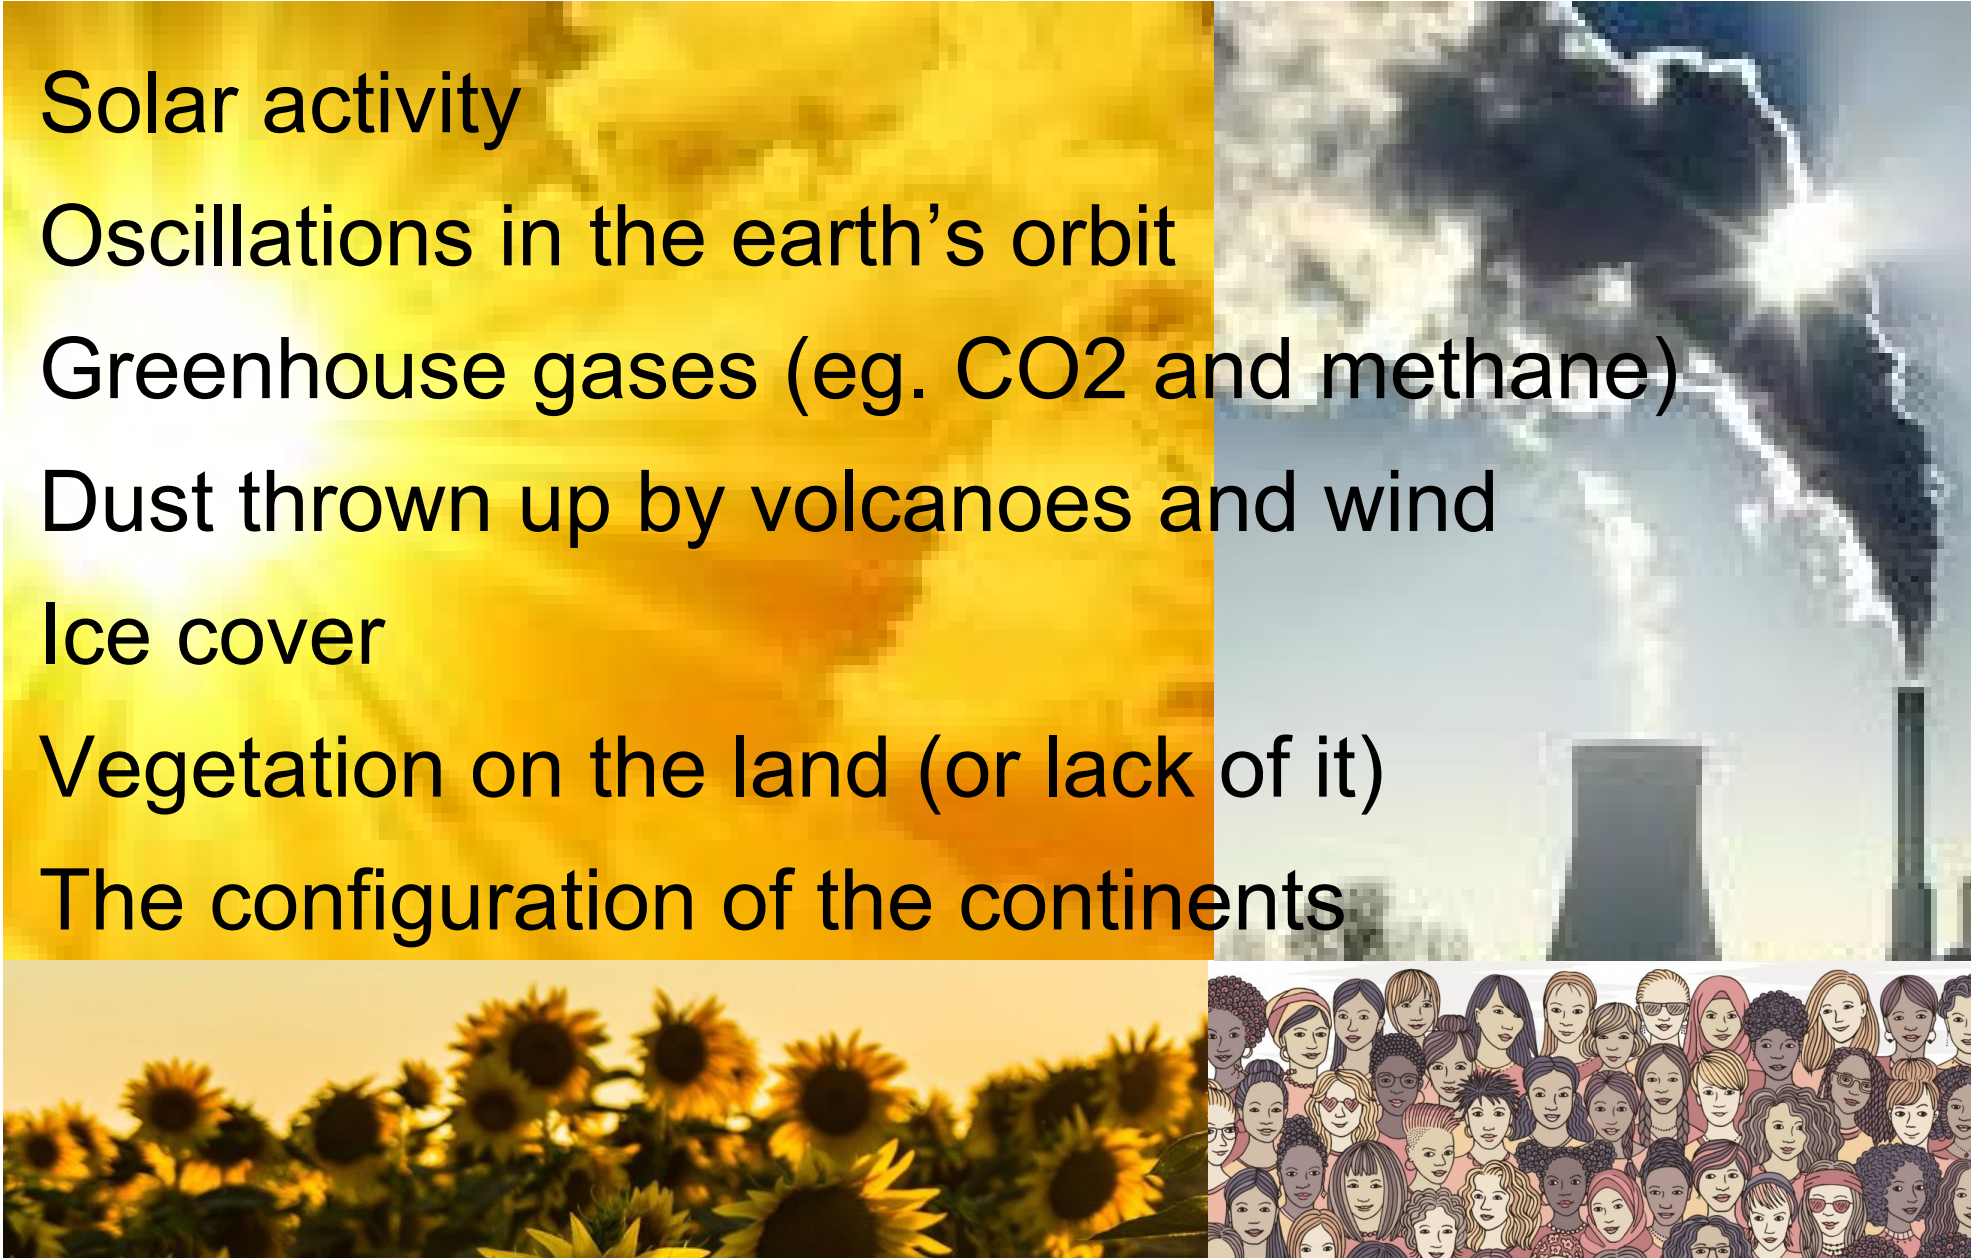 Solar activity
Oscillations in the earth’s orbit
Greenhouse gases (eg. CO2 and methane)
Dust thrown up by volcanoes and wind
Ice cover
Vegetation on the land (or lack of it)
The configuration of the continents